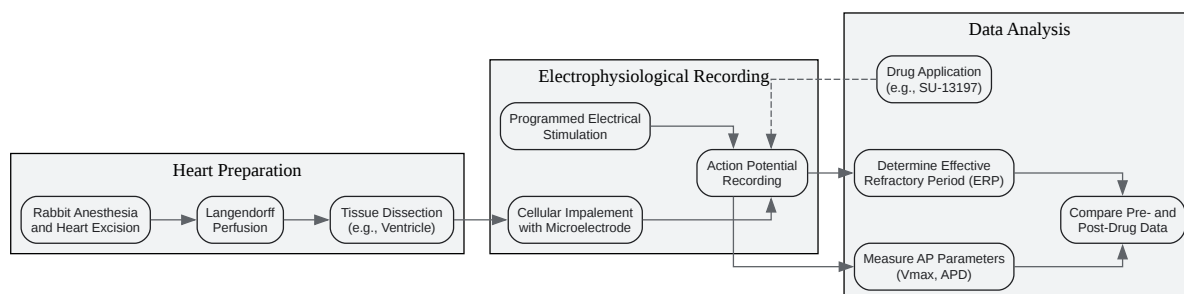 Heart Preparation
Rabbit Anesthesia
and Heart Excision
Langendorff
Perfusion
Tissue Dissection
(e.g., Ventricle)
Electrophysiological Recording
Programmed Electrical
Stimulation
Cellular Impalement
with Microelectrode
Action Potential
Recording
Data Analysis
Drug Application
(e.g., SU-13197)
Determine Effective
Refractory Period (ERP)
Measure AP Parameters
(Vmax, APD)
Compare Pre- and
Post-Drug Data